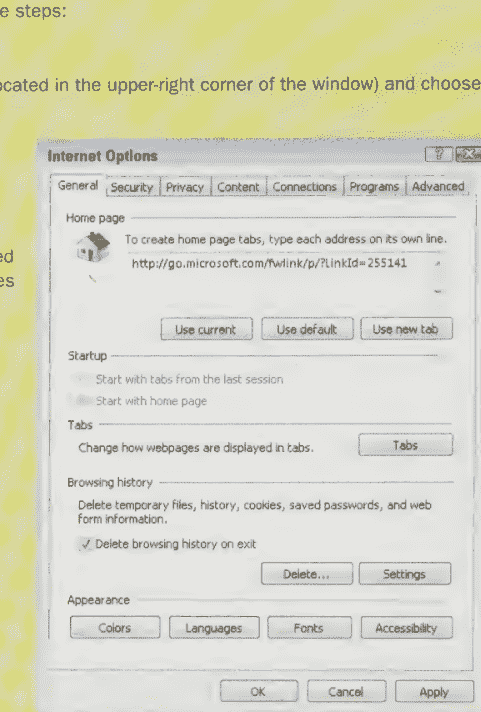 e steps:
ocated in the upper-right corner of the window) and choose
ed
es
Internet Options
?
General Security Privacy Content Connections Programs Advanced
Home page
To create home page tabs, type each address on its own line.
http://go.microsoft.com/fwlink/p/?LinkId=255141
Use current Use default Use new tab
Startup
Start with tabs from the last session
Start with home page
Tabs
Change how webpages are displayed in tabs. Tabs
Browsing history
Delete temporary files, history, cookies, saved passwords, and web
form information.
Delete browsing history on exit
Delete... Settings
Appearance
Colors Languages Fonts Accessibility
OK Cancel Apply